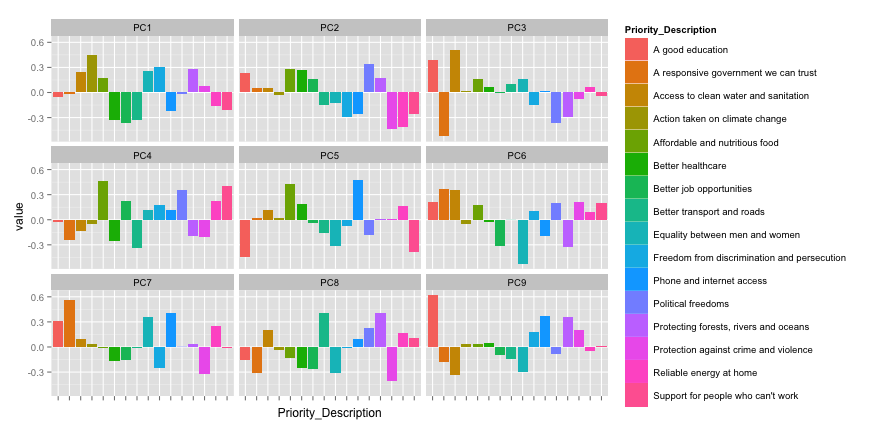 PC1 PC2 PC3
0.6
0.3
0.0
-0.3
PC4 PC5 PC6
0.6
0.3
0.0
-0.3
PC7 PC8 PC9
0.6
0.3
0.0
-0.3
value
Priority_Description
Priority_Description
A good education
A responsive government we can trust
Access to clean water and sanitation
Action taken on climate change
Affordable and nutritious food
Better healthcare
Better job opportunities
Better transport and roads
Equality between men and women
Freedom from discrimination and persecution
Phone and internet access
Political freedoms
Protecting forests, rivers and oceans
Protection against crime and violence
Reliable energy at home
Support for people who can't work